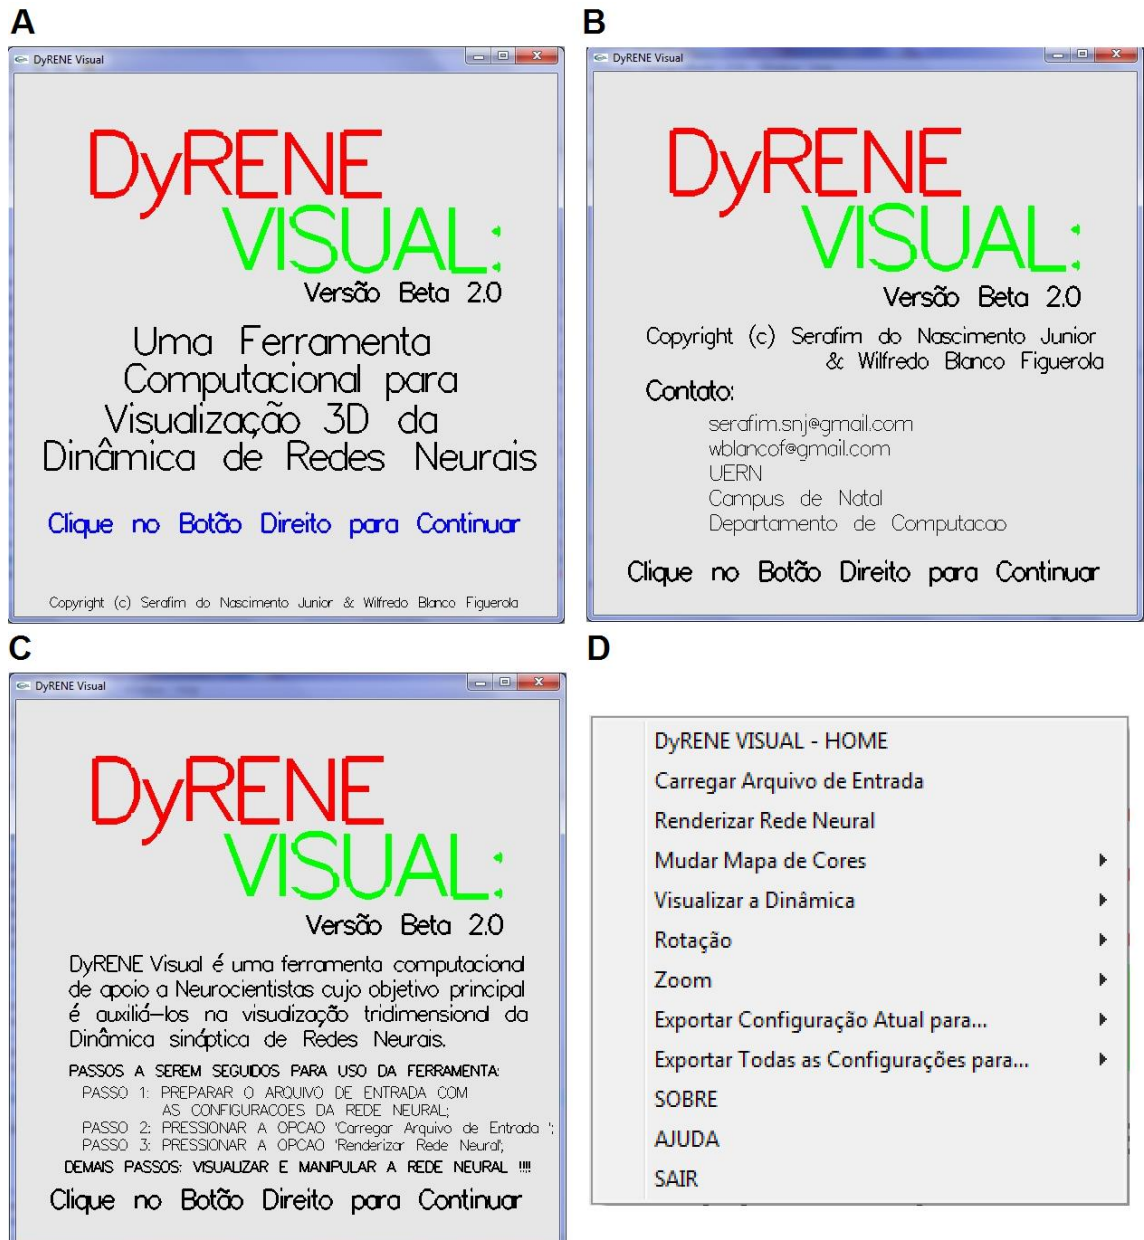 A
DyRENE Visual
DyRENE
VISUAL:
Versão Beta 2.0
Uma Ferramenta
Computacional para
Visualização 3D da
Dinâmica de Redes Neurais
Clique no Botão Direito para Continuar
Copyright (c) Serafim do Nascimento Junior & Wilfredo Blanco Figuerola
B
DyRENE Visual
DyRENE
VISUAL:
Versão Beta 2.0
Copyright (c) Serafim do Nascimento Junior
& Wilfredo Blanco Figuerola
Contato:
serafim.snj@gmail.com
wblancof@gmail.com
UERN
Campus de Natal
Departamento de Computacao
Clique no Botão Direito para Continuar
C
DyRENE Visual
DyRENE
VISUAL:
Versão Beta 2.0
DyRENE Visual é uma ferramenta computacional
de apoio a Neurocientistas cujo objetivo principal
é auxiliá-los na visualização tridimensional da
Dinâmica sináptica de Redes Neurais.
PASSOS A SEREM SEGUIDOS PARA USO DA FERRAMENTA:
PASSO 1: PREPARAR O ARQUIVO DE ENTRADA COM
AS CONFIGURACOES DA REDE NEURAL;
PASSO 2: PRESSIONAR A OPCAO 'Carregar Arquivo de Entrada ';
PASSO 3: PRESSIONAR A OPCAO 'Renderizar Rede Neural';
DEMAIS PASSOS: VISUALIZAR E MANIPULAR A REDE NEURAL !!!!
Clique no Botão Direito para Continuar
D
DyRENE VISUAL - HOME
Carregar Arquivo de Entrada
Renderizar Rede Neural
Mudar Mapa de Cores
Visualizar a Dinâmica
Rotação
Zoom
Exportar Configuração Atual para...
Exportar Todas as Configurações para...
SOBRE
AJUDA
SAIR